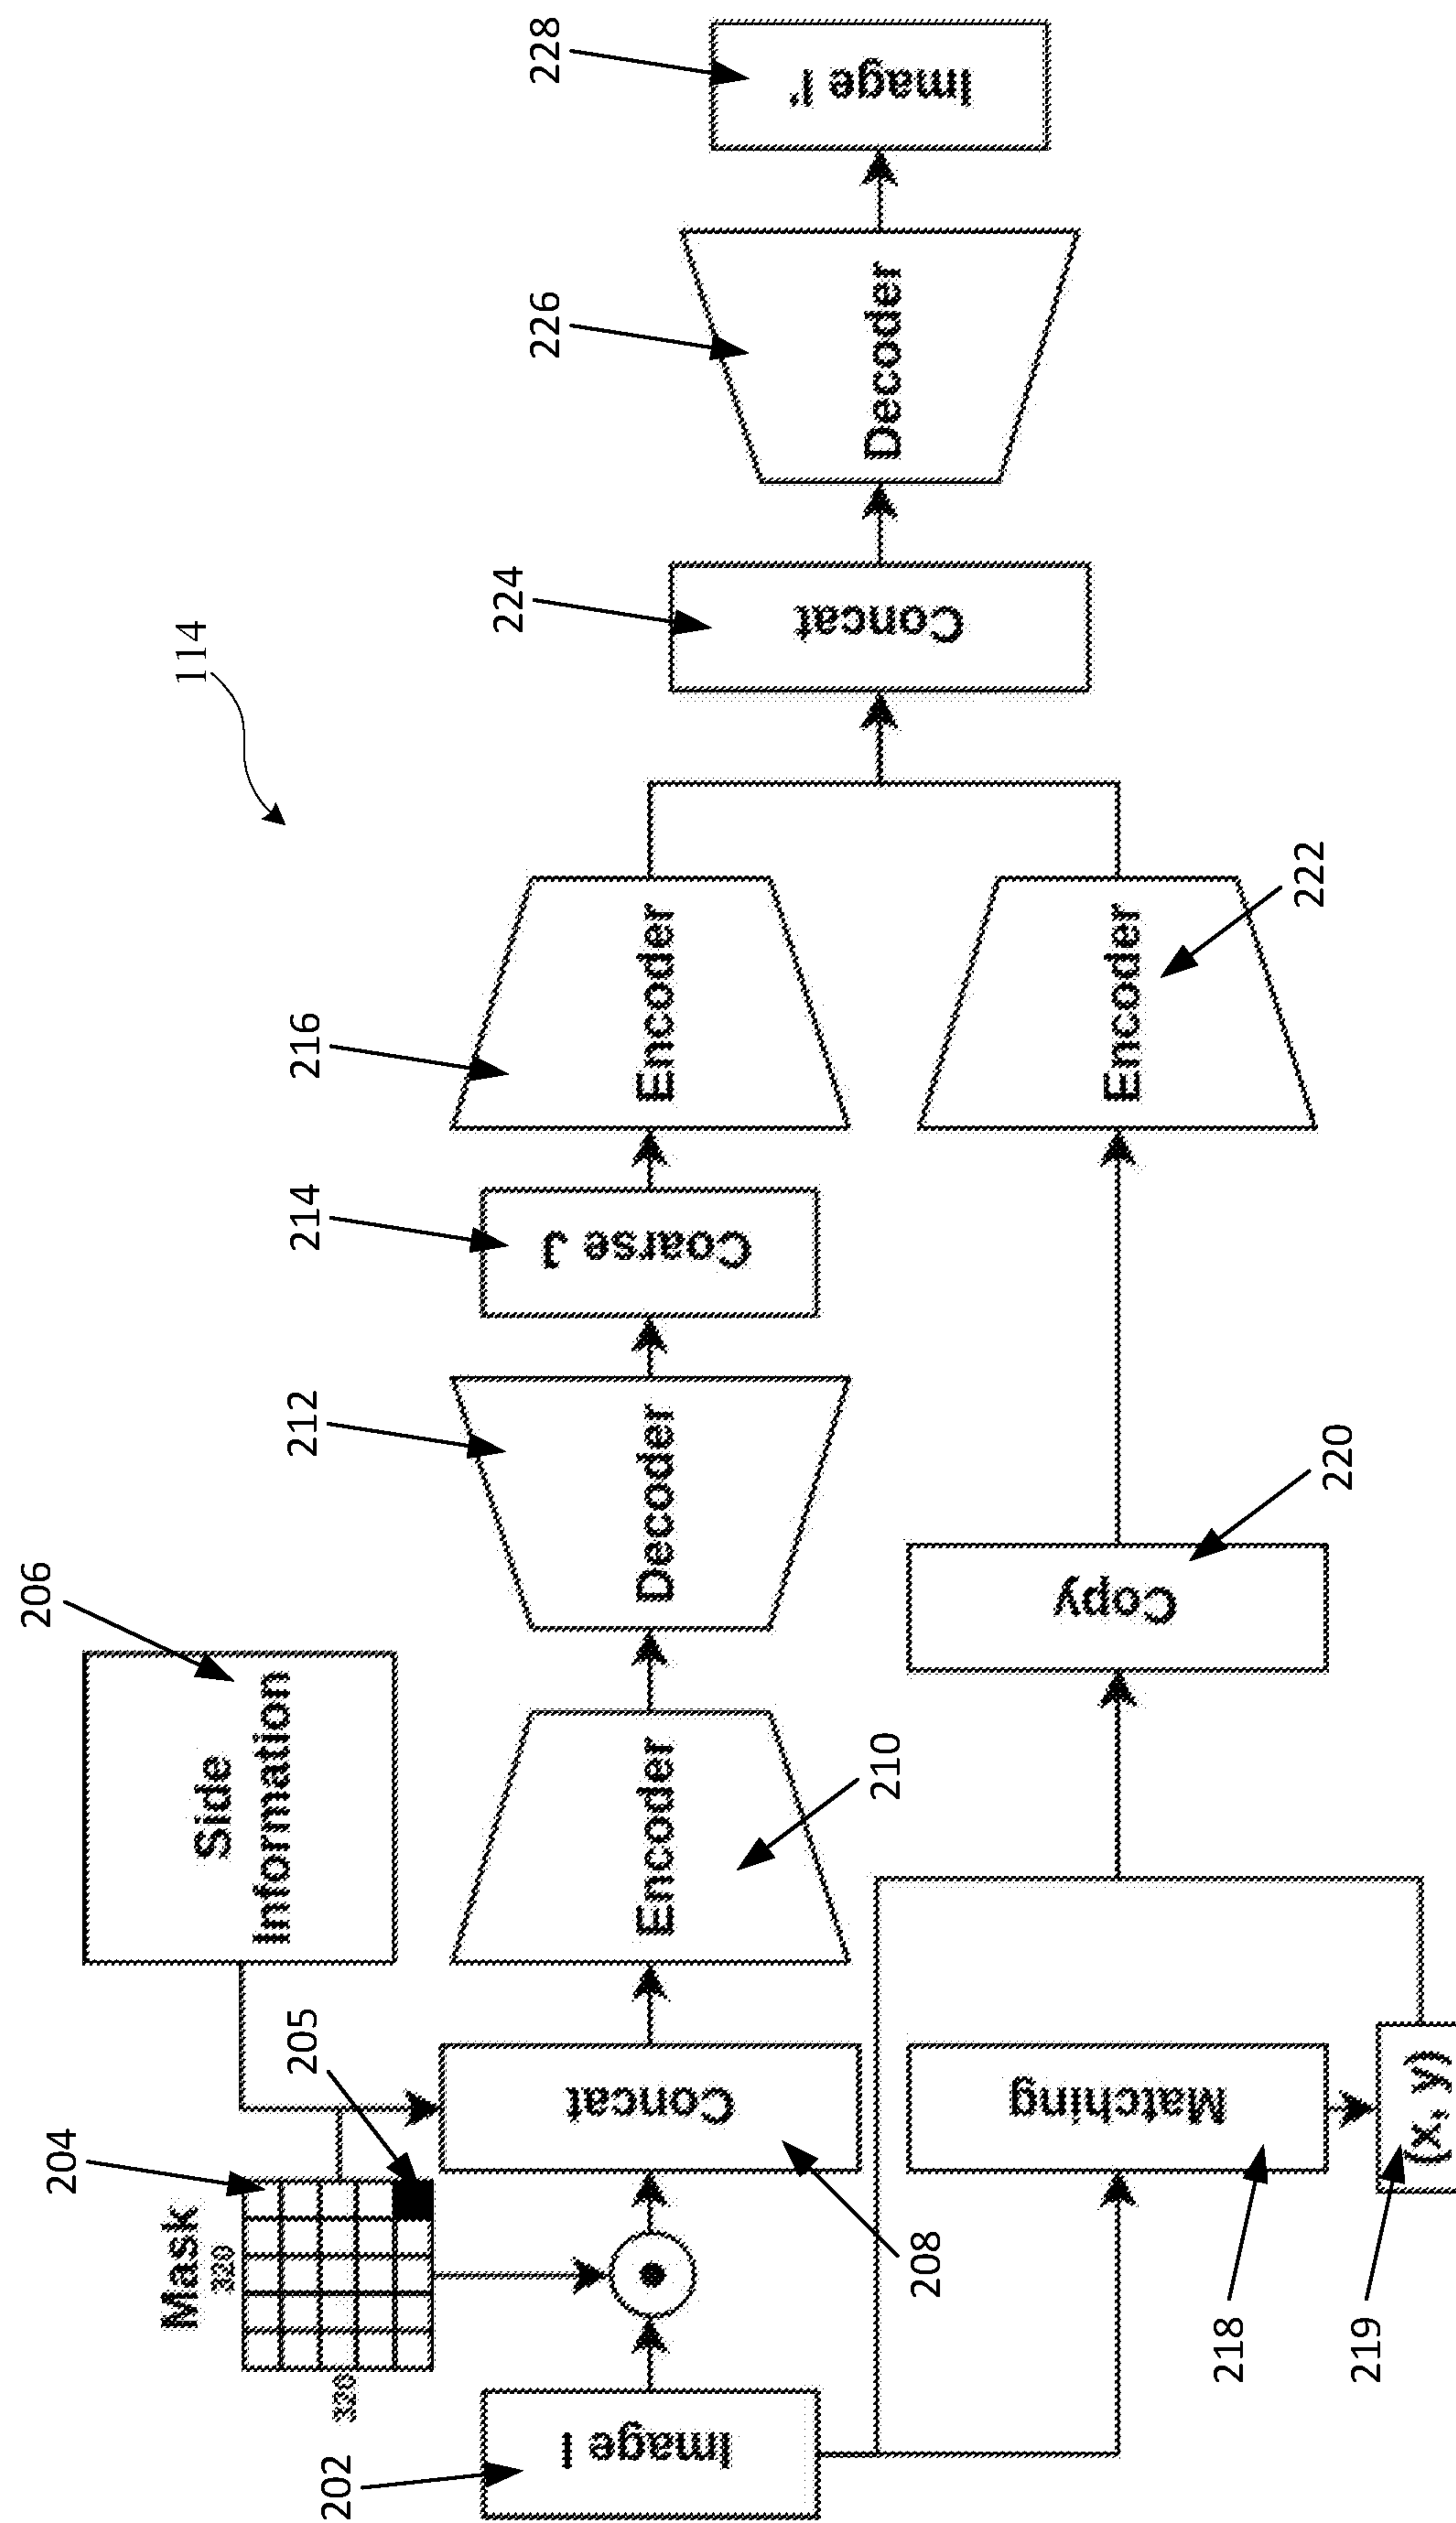 114
206
Side
Information
204
Mask
320
320
205
202
Image I
208
Concat
210
Encoder
212
Decoder
214
Coarse J
216
Encoder
218
Matching
219
(x, y)
220
Copy
222
Encoder
224
Concat
226
Decoder
228
Image I'